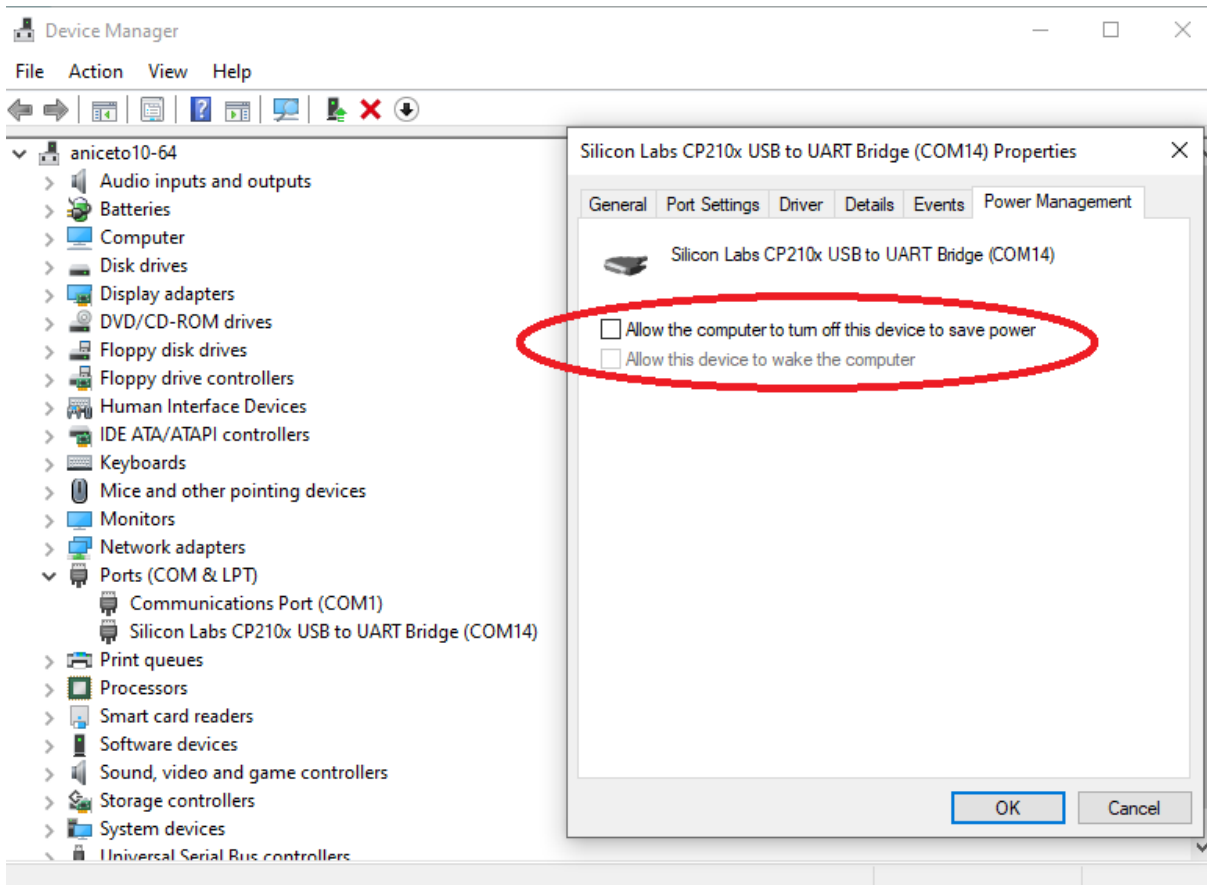 Device Manager
File Action View Help
aniceto10-64
Audio inputs and outputs
Batteries
Computer
Disk drives
Display adapters
DVD/CD-ROM drives
Floppy disk drives
Floppy drive controllers
Human Interface Devices
IDE ATA/ATAPI controllers
Keyboards
Mice and other pointing devices
Monitors
Network adapters
Ports (COM & LPT)
Communications Port (COM1)
Silicon Labs CP210x USB to UART Bridge (COM14)
Print queues
Processors
Smart card readers
Software devices
Sound, video and game controllers
Storage controllers
System devices
Universal Serial Bus controllers
Silicon Labs CP210x USB to UART Bridge (COM14) Properties
General Port Settings Driver Details Events Power Management
Silicon Labs CP210x USB to UART Bridge (COM14)
Allow the computer to turn off this device to save power
Allow this device to wake the computer
OK Cancel